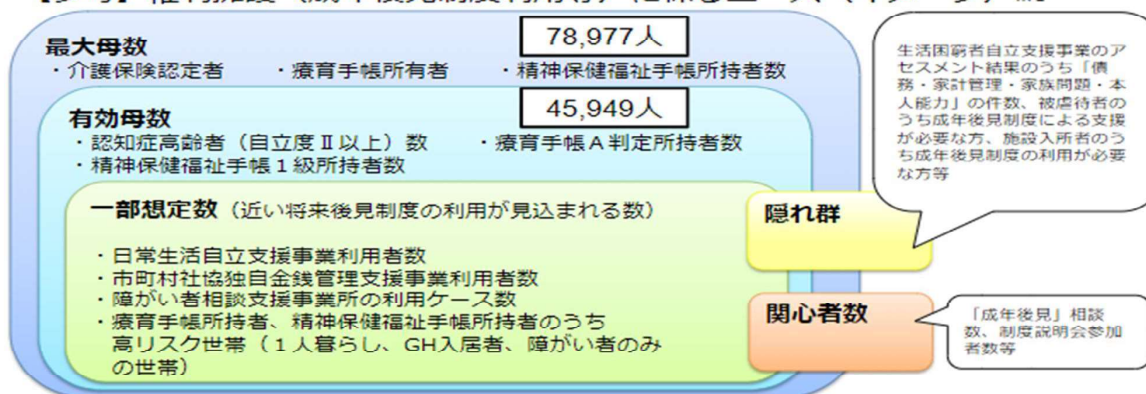 最大母数
78,977人
・介護保険認定者 ・療育手帳所有者 ・精神保健福祉手帳所持者数
有効母数
45,949人
・認知症高齢者(自立度Ⅱ以上)数 ・療育手帳A判定所持者数
・精神保健福祉手帳1級所持者数
一部想定数(近い将来後見制度の利用が見込まれる数)
・日常生活自立支援事業利用者数
・市町村社協独自金銭管理支援事業利用者数
・障がい者相談支援事業所の利用ケース数
・療育手帳所持者、精神保健福祉手帳所持者のうち
高リスク世帯(1人暮らし、GH入居者、障がい者のみ
の世帯)
生活困窮者自立支援事業のア
セスメント結果のうち「債
務・家計管理・家族問題・本
人能力」の件数、被虐待者の
うち成年後見制度による支援
が必要な方、施設入所者のう
ち成年後見制度の利用が必要
な方等
隠れ群
関心者数
「成年後見」相談
数、制度説明会参加
者数等